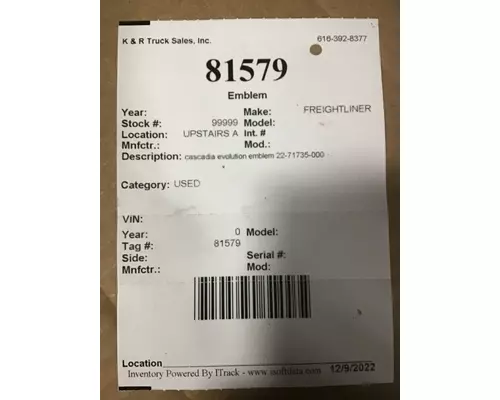 K & R Truck Sales, Inc. 616-392-8377
81579
Emblem
Year: Make: FREIGHTLINER
Stock #: 99999 Model:
Location: UPSTAIRS A Int. #
Mnfctr.: Mod.:
Description: cascadia evolution emblem 22-71735-000
Category: USED
VIN:
Year: 0 Model:
Tag #: 81579
Side: Serial #:
Mnfctr.: Mod:
Location
Inventory Powered By ITrack - www.isoftdata.com 12/9/2022